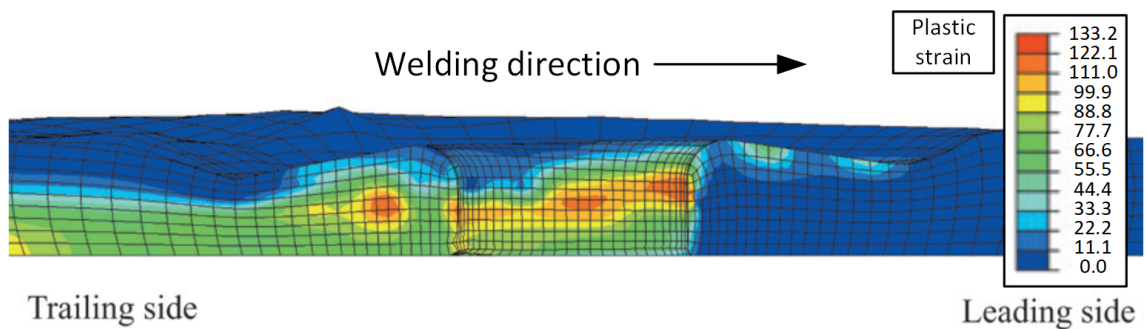 Plastic
strain
Welding direction
133.2
122.1
111.0
99.9
88.8
77.7
66.6
55.5
44.4
33.3
22.2
11.1
0.0
Trailing side
Leading side